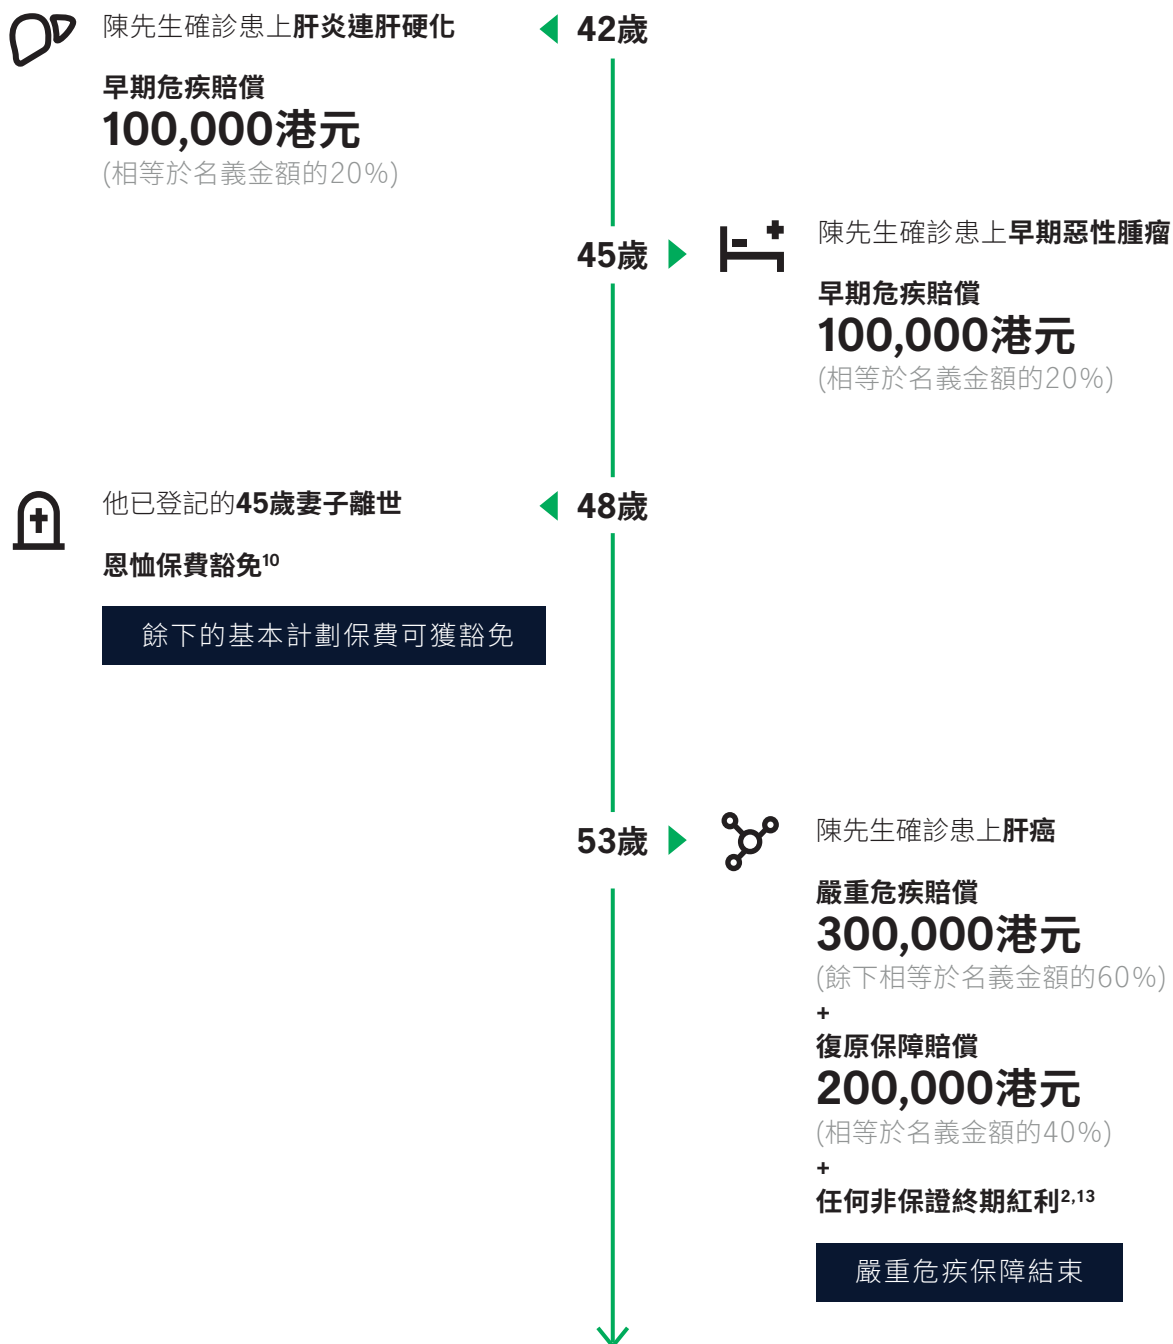 陳先生確診患上肝炎連肝硬化
42歲
早期危疾賠償
100,000港元
(相等於名義金額的20%)
45歲
陳先生確診患上早期惡性腫瘤
早期危疾賠償
100,000港元
(相等於名義金額的20%)
他已登記的45歲妻子離世
48歲
恩恤保費豁免10
餘下的基本計劃保費可獲豁免
53歲
陳先生確診患上肝癌
嚴重危疾賠償
300,000港元
(餘下相等於名義金額的60%)
+
復原保障賠償
200,000港元
(相等於名義金額的40%)
+
任何非保證終期紅利2,13
嚴重危疾保障結束